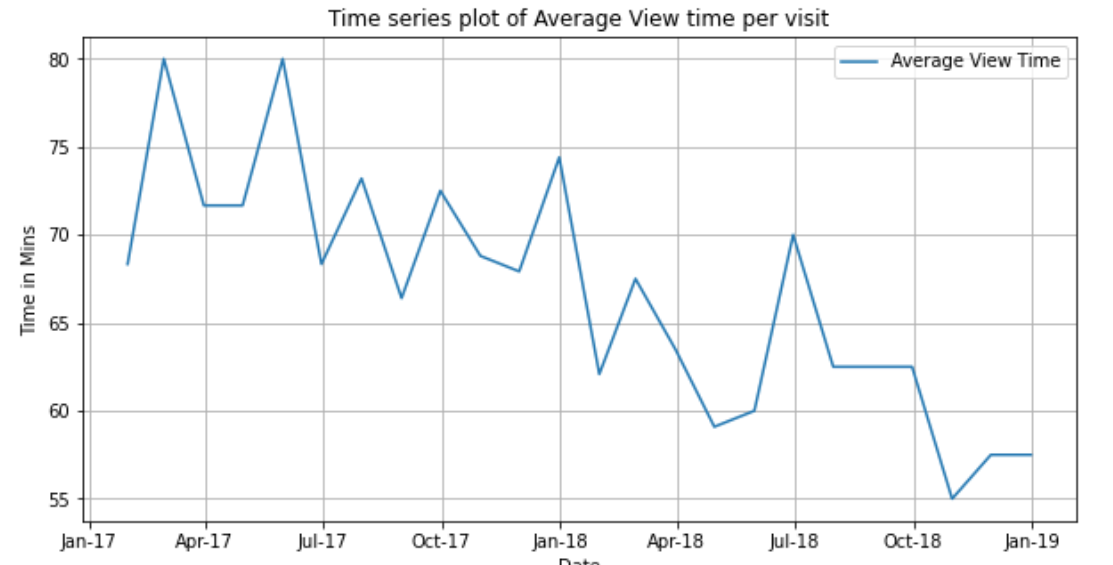 Time series plot of Average View time per visit
Average View Time
80
75
70
65
60
55
Time in Mins
Jan-17 Apr-17 Jul-17 Oct-17 Jan-18 Apr-18 Jul-18 Oct-18 Jan-19
Date